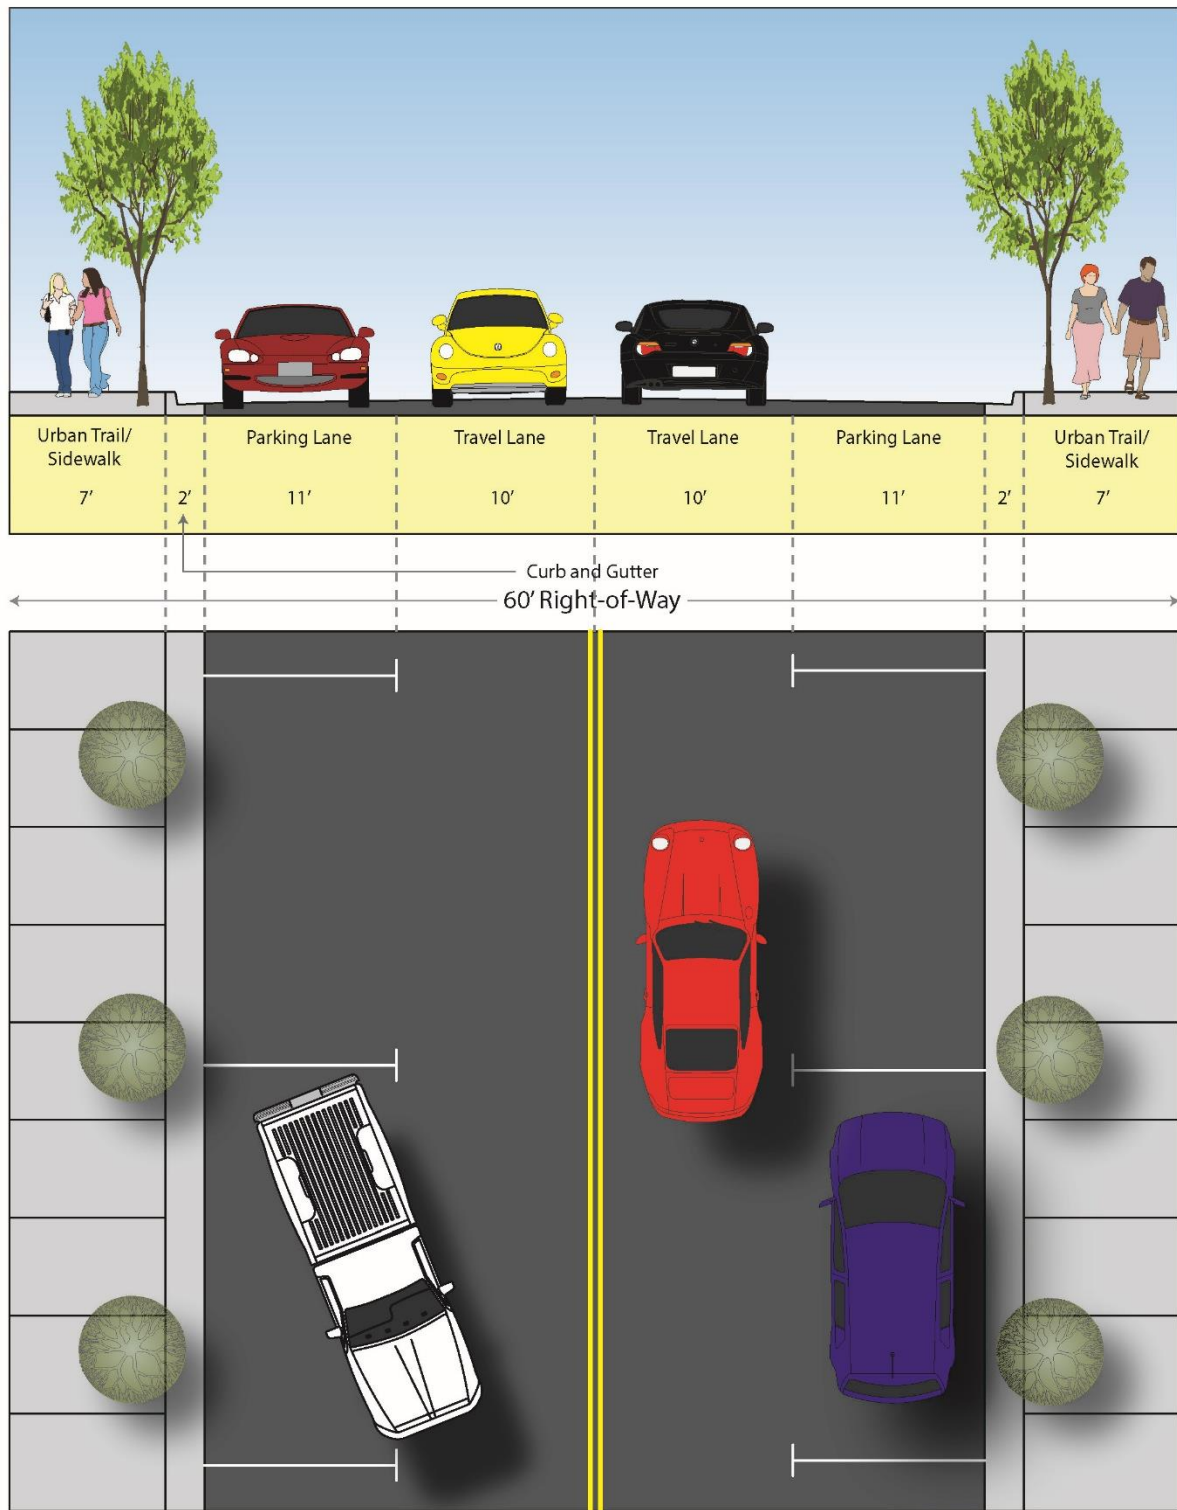 Urban Trail/
Sidewalk
7′
2′
Parking Lane
11′
Travel Lane
10′
Travel Lane
10′
Parking Lane
11′
2′
Urban Trail/
Sidewalk
7′
Curb and Gutter
60′ Right-of-Way